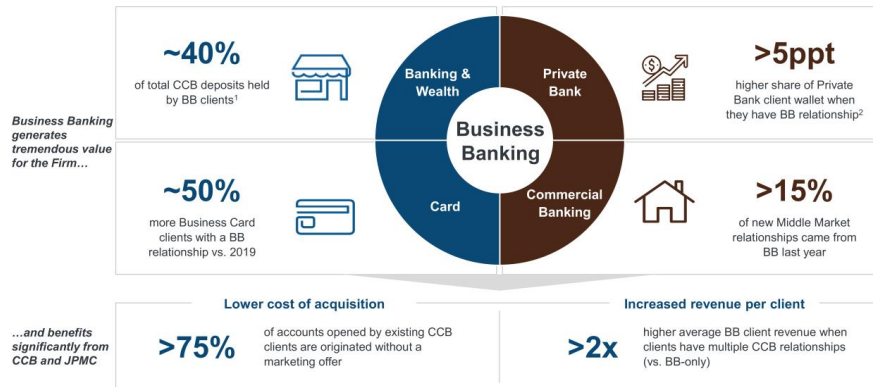 Business Banking
generates
tremendous value
for the Firm…
~40%
of total CCB deposits held
by BB clients1
Banking &
Wealth
Private
Bank
>5ppt
higher share of Private
Bank client wallet when
they have BB relationship2
Business
Banking
~50%
more Business Card
clients with a BB
relationship vs. 2019
Card
Commercial
Banking
>15%
of new Middle Market
relationships came from
BB last year
…and benefits
significantly from
CCB and JPMC
Lower cost of acquisition
>75%
of accounts opened by existing CCB
clients are originated without a
marketing offer
Increased revenue per client
>2x
higher average BB client revenue when
clients have multiple CCB relationships
(vs. BB-only)